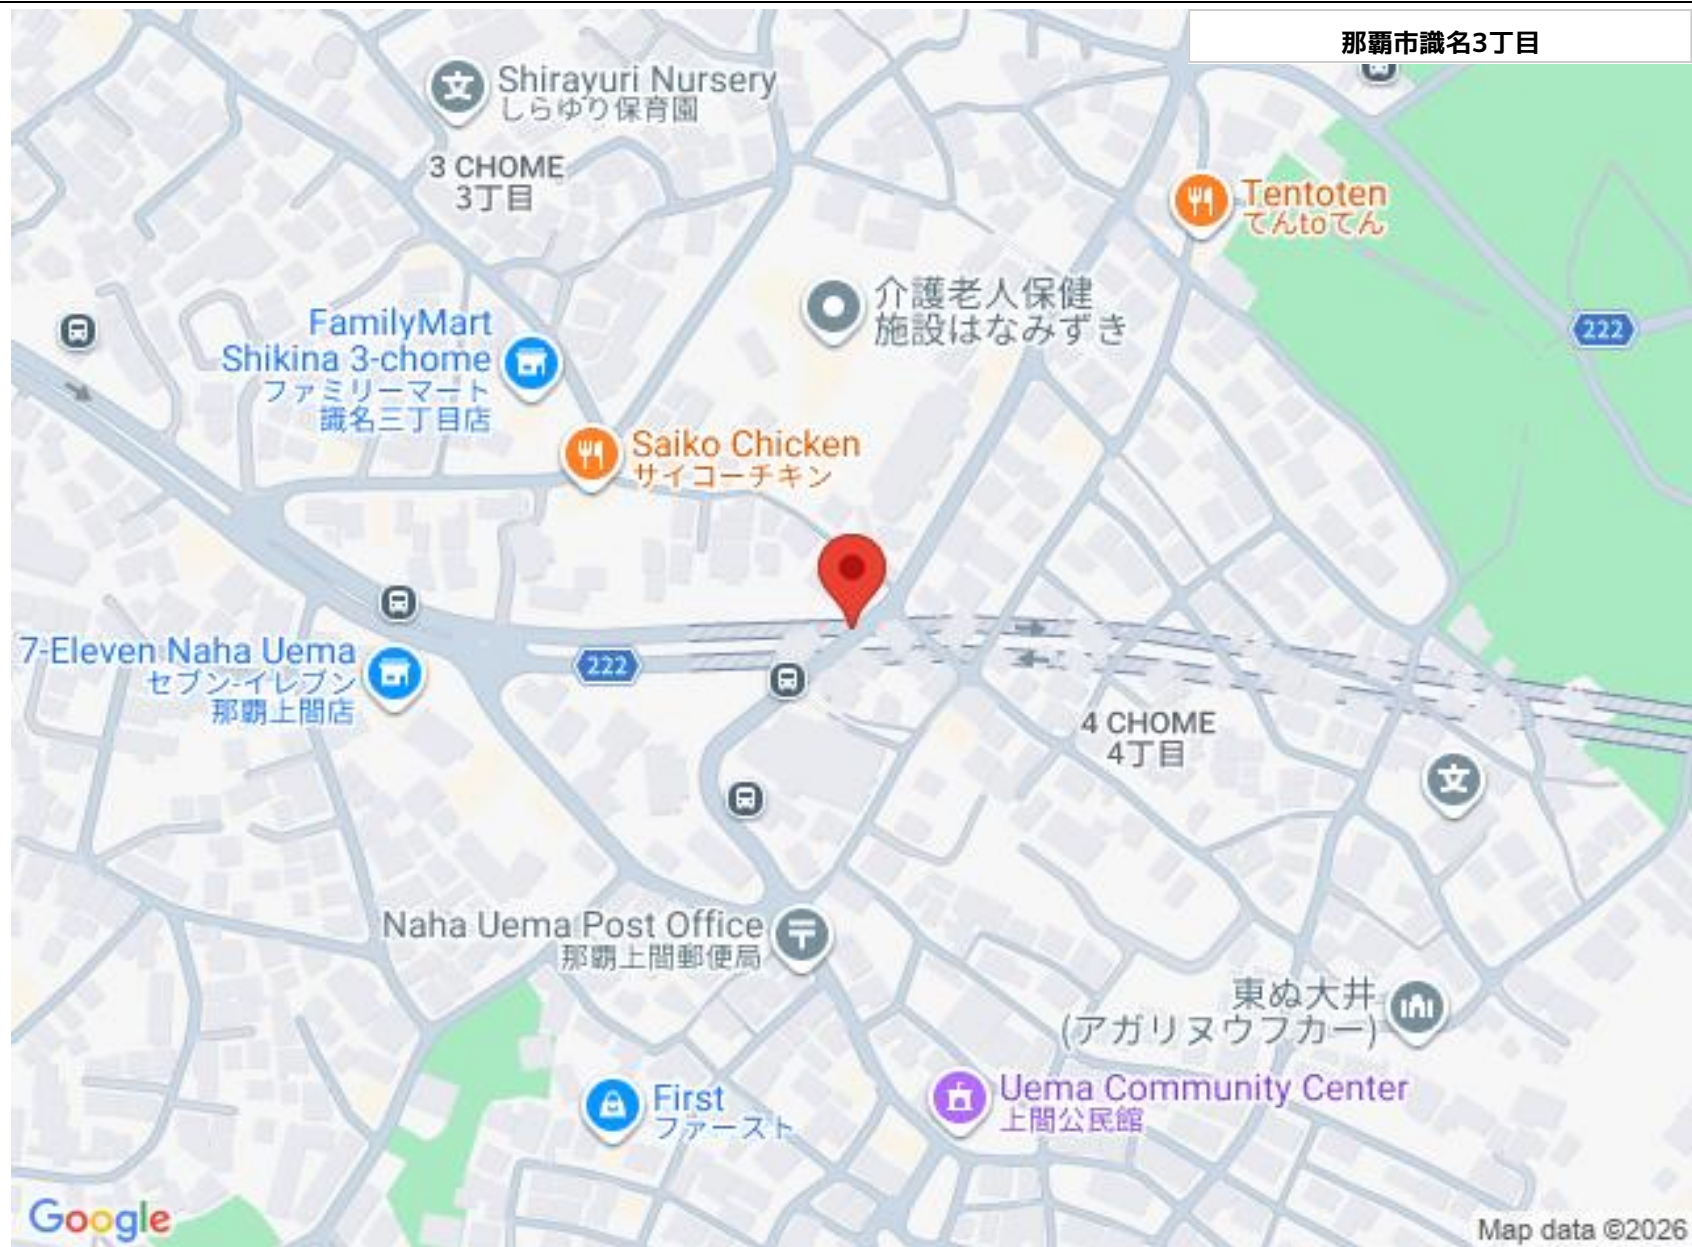 那覇市識名3丁目
Shirayuri Nursery
しらゆり保育園
3 CHOME
3丁目
Tentoten
てんtoてん
介護老人保健
施設はなみずき
222
FamilyMart
Shikina 3-chome
ファミリーマート
識名三丁目店
Saiko Chicken
サイコーチキン
7-Eleven Naha Uema
セブン-イレブン
那覇上間店
222
4 CHOME
4丁目
文
文
Naha Uema Post Office
那覇上間郵便局
東ぬ大井
(アガリヌウフカー)
First
ファースト
Uema Community Center
上間公民館
Google
Map data ©2026